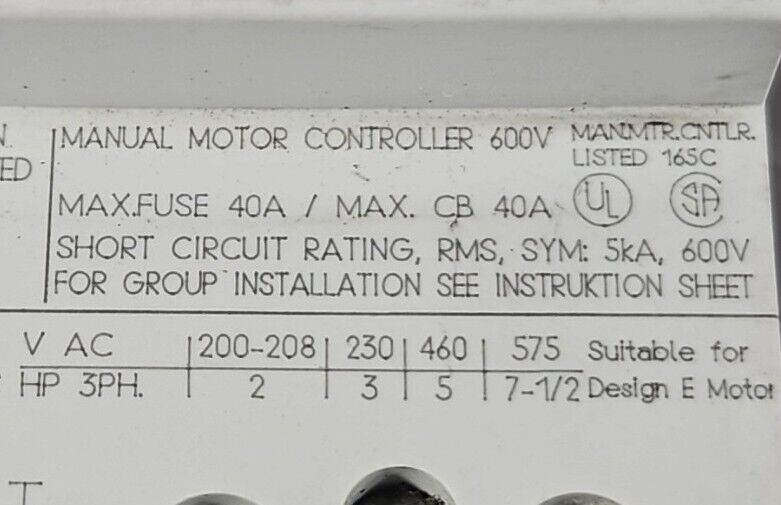 N. MANUAL MOTOR CONTROLLER 600V MAN.MTR.CNTLR.
LISTED 165C
ED
MAX.FUSE 40A / MAX. CB 40A UL SA
SHORT CIRCUIT RATING, RMS, SYM: 5kA, 600V
FOR GROUP INSTALLATION SEE INSTRUKTION SHEET
V AC 200-208 230 460 575 Suitable for
HP 3PH. 2 3 5 7-1/2 Design E Motor
T